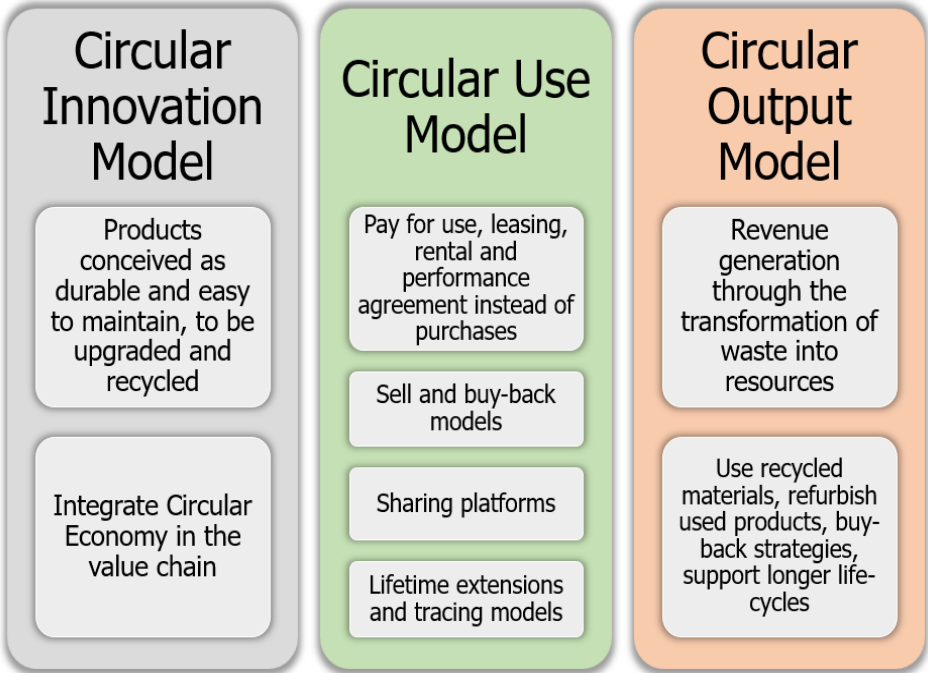 Circular
Innovation
Model
Products
conceived as
durable and easy
to maintain, to be
upgraded and
recycled
Integrate Circular
Economy in the
value chain
Circular Use
Model
Pay for use, leasing,
rental and
performance
agreement instead of
purchases
Sell and buy-back
models
Sharing platforms
Lifetime extensions
and tracing models
Circular
Output
Model
Revenue
generation
through the
transformation of
waste into
resources
Use recycled
materials, refurbish
used products, buy-
back strategies,
support longer life-
cycles